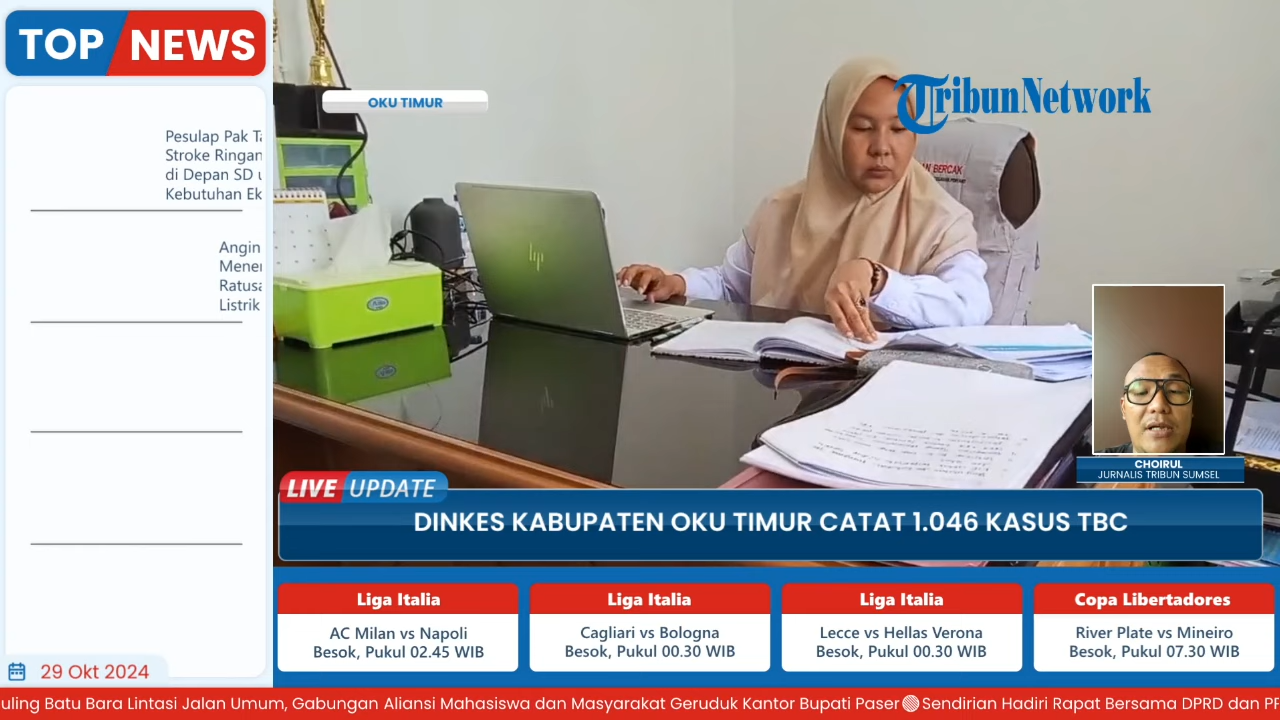 TOP NEWS
Pesulap Pak
Stroke Ringan
di Depan SD
Kebutuhan
Angin
Listrik
29 Okt 2024
OKU TIMUR
TribunNetwork
AN BERCAK
hp
CHOIRUL
JURNALIS TRIBUN SUMSEL
LIVE UPDATE
DINKES KABUPATEN OKU TIMUR CATAT 1.046 KASUS TBC
Liga Italia
AC Milan vs Napoli
Besok, Pukul 02.45 WIB
Liga Italia
Cagliari vs Bologna
Besok, Pukul 00.30 WIB
Liga Italia
Lecce vs Hellas Verona
Besok, Pukul 00.30 WIB
Copa Libertadores
River Plate vs Mineiro
Besok, Pukul 07.30 WIB
uling Batu Bara Lintasi Jalan Umum, Gabungan Aliansi Mahasiswa dan Masyarakat Geruduk Kantor Bupati Paser Sendirian Hadiri Rapat Bersama DPRD dan